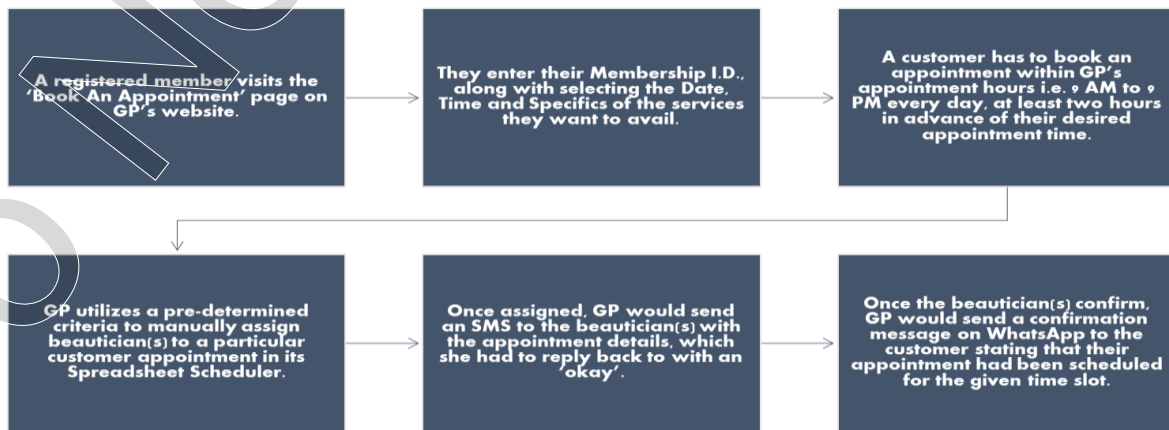 A registered member visits the
'Book An Appointment' page on
GP's website.
They enter their Membership I.D.,
along with selecting the Date,
Time and Specifics of the services
they want to avail.
A customer has to book an
appointment within GP's
appointment hours i.e. 9 AM to 9
PM every day, at least two hours
in advance of their desired
appointment time.
GP utilizes a pre-determined
criteria to manually assign
beautician(s) to a particular
customer appointment in its
Spreadsheet Scheduler.
Once assigned, GP would send
an SMS to the beautician(s) with
the appointment details, which
she had to reply back to with an
'okay'.
Once the beautician(s) confirm,
GP would send a confirmation
message on WhatsApp to the
customer stating that their
appointment had been scheduled
for the given time slot.